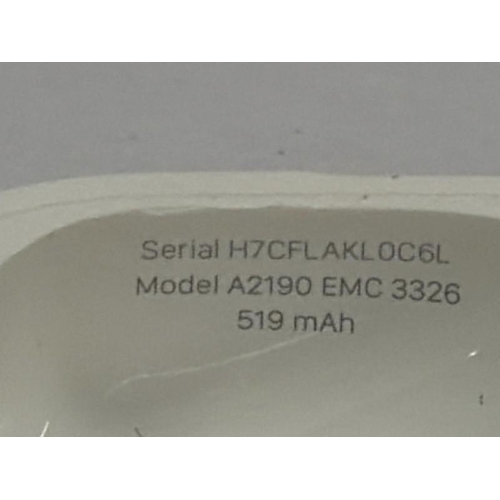 Serial H7CFLAKL0C6L
Model A2190 EMC 3326
519 mAh